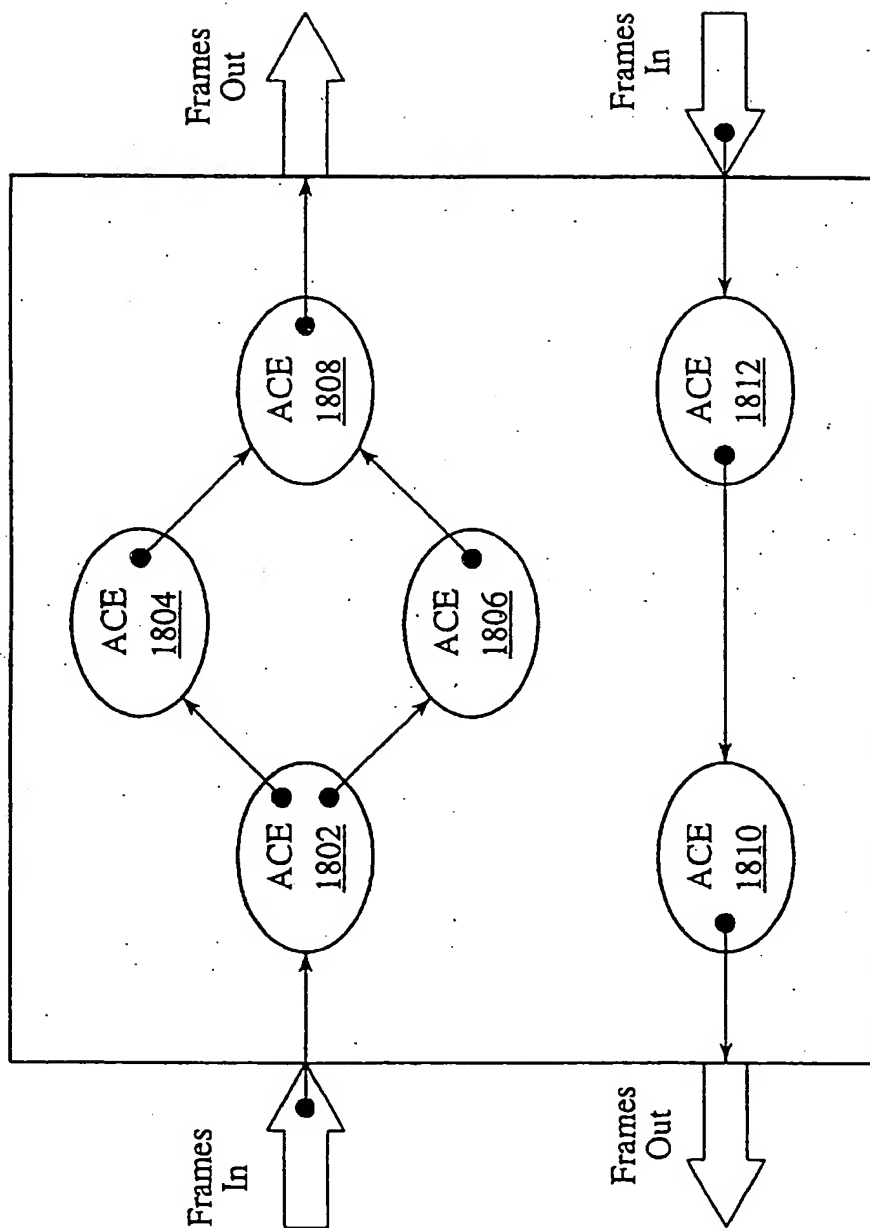 Frames
In
Frames
Out
ACE
1804
ACE
1802
ACE
1808
ACE
1806
Frames
Out
Frames
In
ACE
1810
ACE
1812